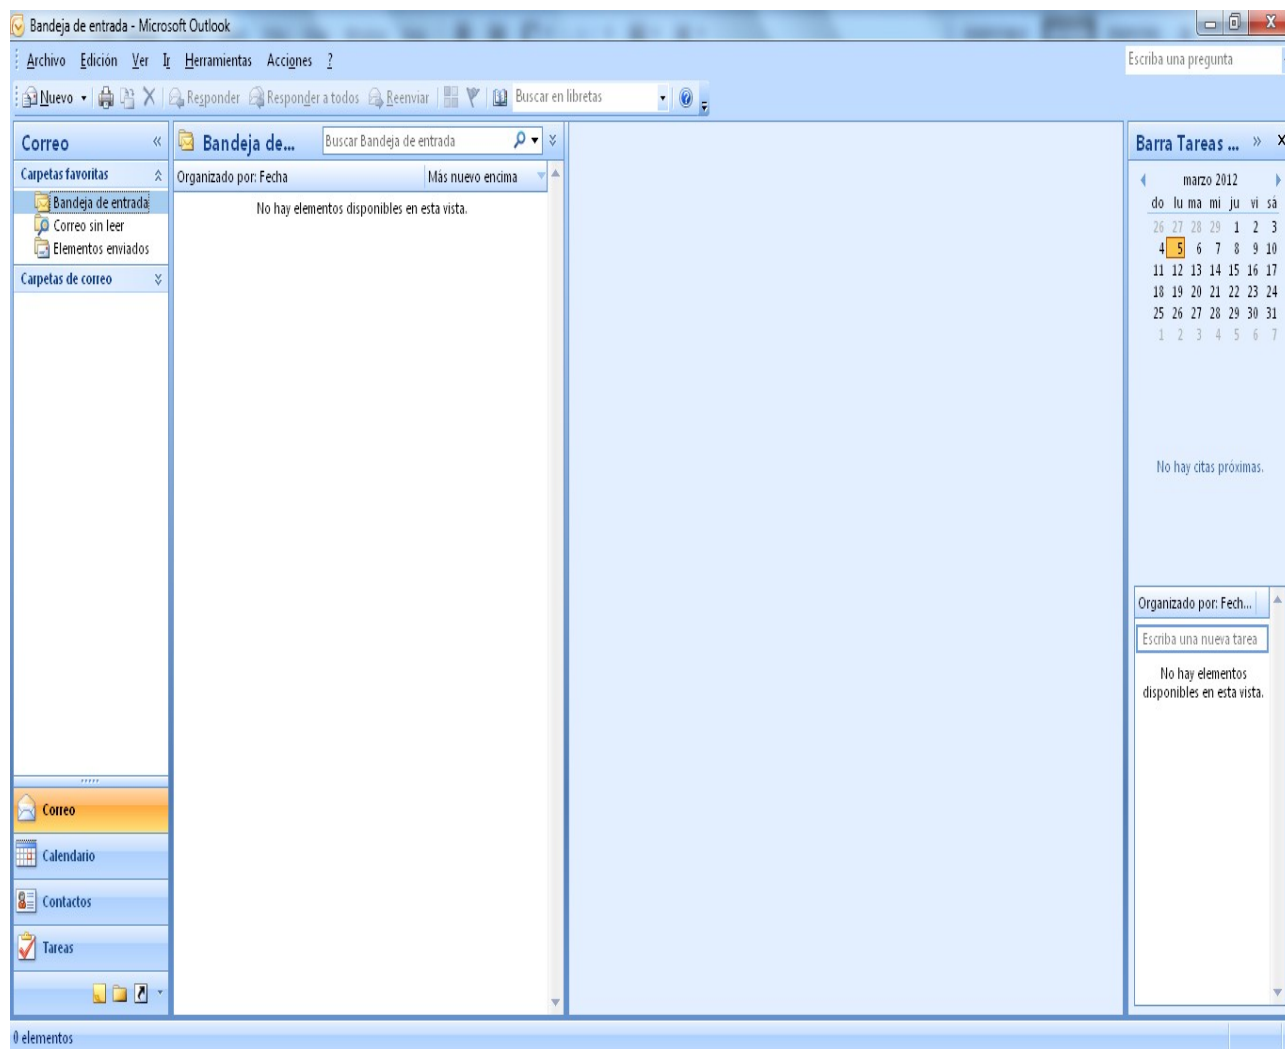 Bandeja de entrada - Microsoft Outlook
Archivo Edición Ver Ir Herramientas Acciones ?
Escriba una pregunta
Nuevo Responder Responder a todos Reenviar Buscar en libretas
Correo
Carpetas favoritas
Bandeja de entrada
Correo sin leer
Elementos enviados
Carpetas de correo
Bandeja de... Buscar Bandeja de entrada
Organizado por: Fecha Más nuevo encima
No hay elementos disponibles en esta vista.
Barra Tareas ...
marzo 2012
do lu ma mi ju vi sá
26 27 28 29 1 2 3
4 5 6 7 8 9 10
11 12 13 14 15 16 17
18 19 20 21 22 23 24
25 26 27 28 29 30 31
1 2 3 4 5 6 7
No hay citas próximas.
Organizado por: Fech...
Escriba una nueva tarea
No hay elementos
disponibles en esta vista.
Correo
Calendario
Contactos
Tareas
0 elementos